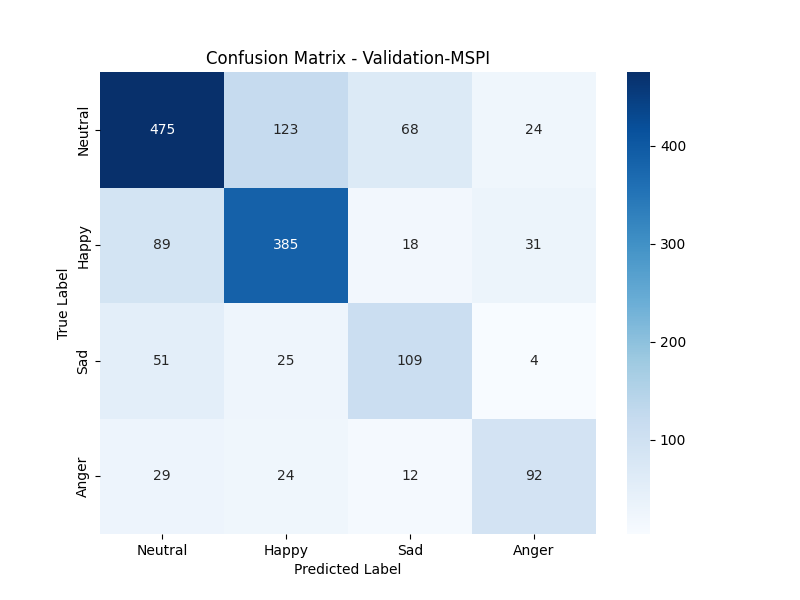 Confusion Matrix - Validation-MSPI
Neutral 475 123 68 24
Happy 89 385 18 31
Sad 51 25 109 4
Anger 29 24 12 92
Neutral Happy Sad Anger
Predicted Label
True Label
400
300
200
100